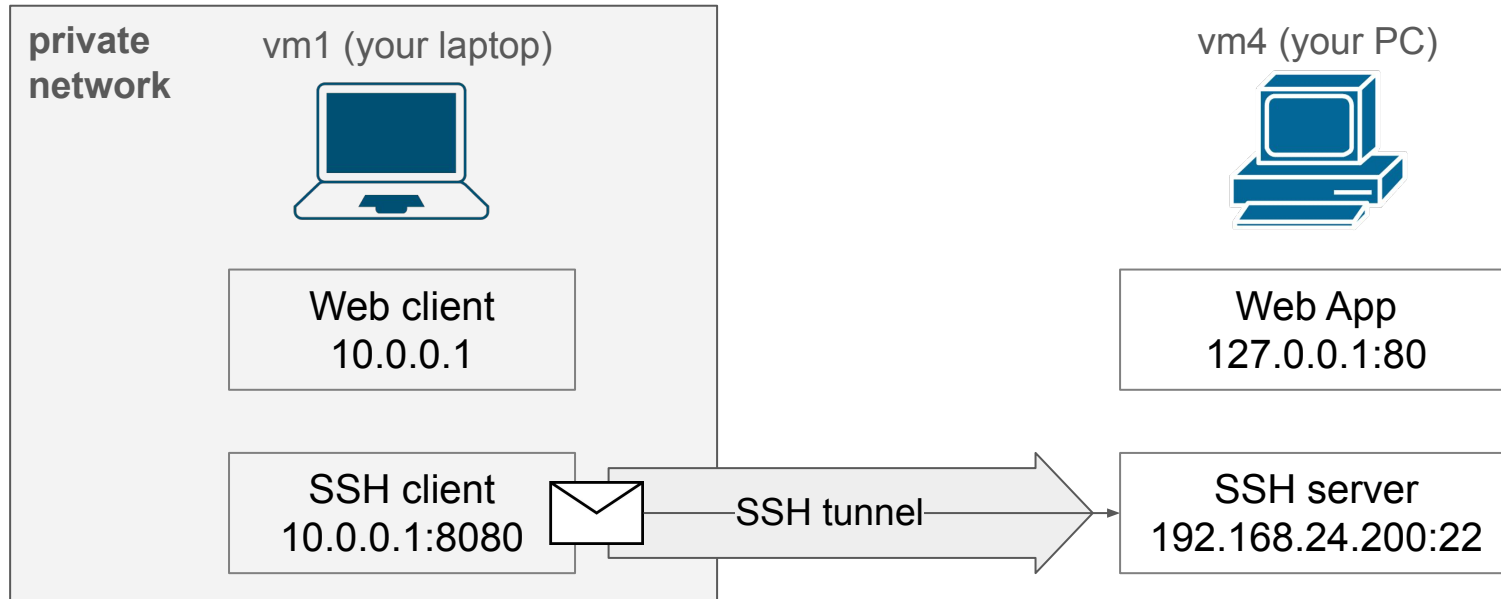 private
network
vm1 (your laptop)
vm4 (your PC)
Web client
10.0.0.1
Web App
127.0.0.1:80
SSH client
10.0.0.1:8080
SSH tunnel
SSH server
192.168.24.200:22